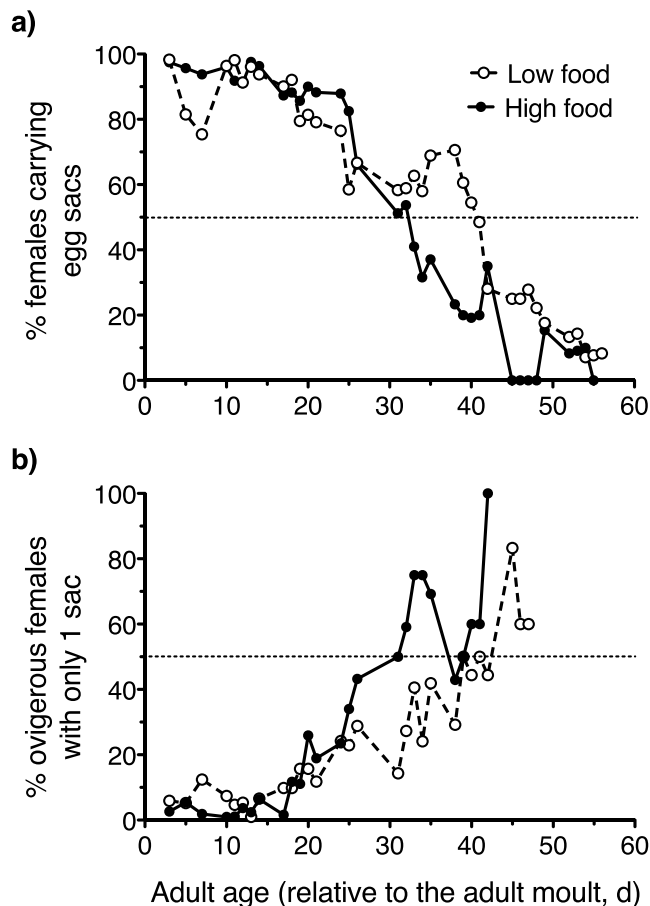 a)
100
80
60
40
20
0
% females carrying
egg sacs
Low food
High food
0 10 20 30 40 50 60
b)
100
80
60
40
20
0
% ovigerous females
with only 1 sac
0 10 20 30 40 50 60
Adult age (relative to the adult moult, d)